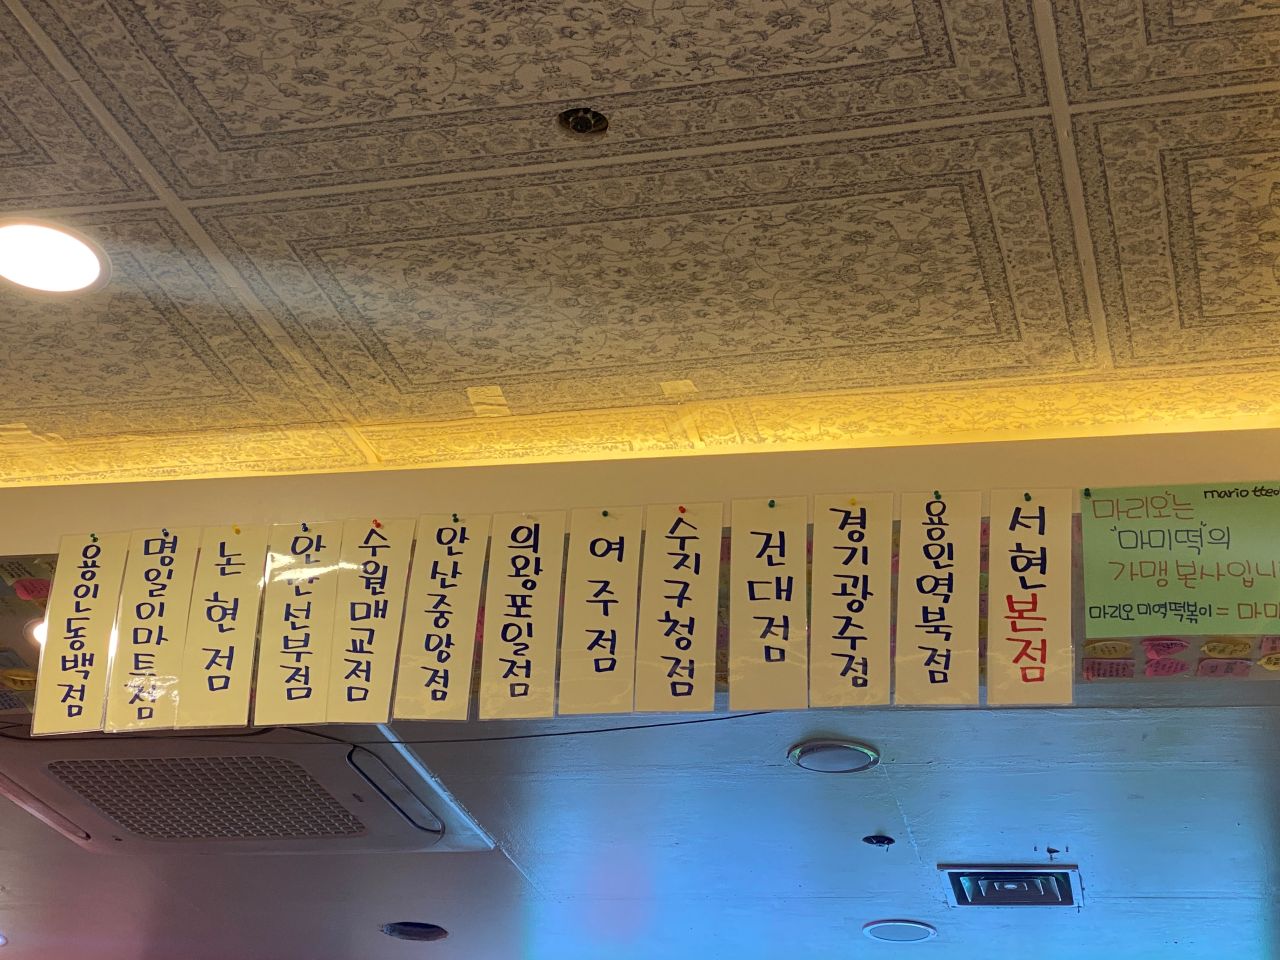 용인동백점
명일이마트점
논현점
안산선부점
수원매교점
안산중앙점
의왕포일점
여주점
수지구청점
건대점
경기광주점
용인역북점
서현본점
mario
마리오는
"마미떡"의
가맹본사입니
마리오미역떡볶이=마미